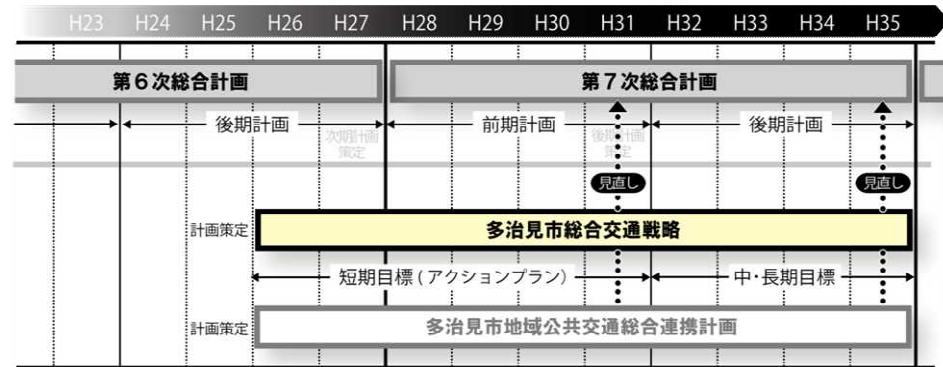 H23 H24 H25 H26 H27 H28 H29 H30 H31 H32 H33 H34 H35
第6次総合計画 第7次総合計画
後期計画 前期計画 後期計画
次期計画
策定
後期計画
策定
見直し 見直し
計画策定 多治見市総合交通戦略
短期目標(アクションプラン) 中・長期目標
計画策定 多治見市地域公共交通総合連携計画